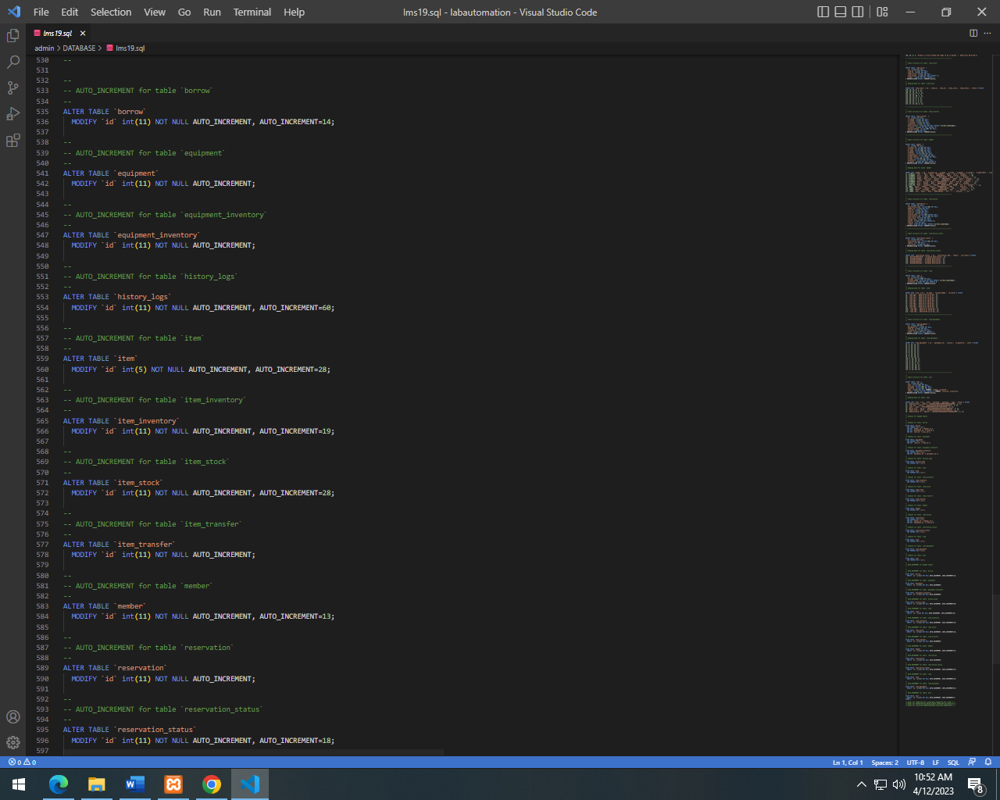 File Edit Selection View Go Run Terminal Help
lms19.sql - labautomation - Visual Studio Code
lms19.sql
admin > DATABASE > lms19.sql
530 --
531
532 --
533 -- AUTO_INCREMENT for table `borrow`
534 --
535 ALTER TABLE `borrow`
536 MODIFY `id` int(11) NOT NULL AUTO_INCREMENT, AUTO_INCREMENT=14;
537
538 --
539 -- AUTO_INCREMENT for table `equipment`
540 --
541 ALTER TABLE `equipment`
542 MODIFY `id` int(11) NOT NULL AUTO_INCREMENT;
543
544 --
545 -- AUTO_INCREMENT for table `equipment_inventory`
546 --
547 ALTER TABLE `equipment_inventory`
548 MODIFY `id` int(11) NOT NULL AUTO_INCREMENT;
549
550 --
551 -- AUTO_INCREMENT for table `history_logs`
552 --
553 ALTER TABLE `history_logs`
554 MODIFY `id` int(11) NOT NULL AUTO_INCREMENT, AUTO_INCREMENT=60;
555
556 --
557 -- AUTO_INCREMENT for table `item`
558 --
559 ALTER TABLE `item`
560 MODIFY `id` int(5) NOT NULL AUTO_INCREMENT, AUTO_INCREMENT=28;
561
562 --
563 -- AUTO_INCREMENT for table `item_inventory`
564 --
565 ALTER TABLE `item_inventory`
566 MODIFY `id` int(11) NOT NULL AUTO_INCREMENT, AUTO_INCREMENT=19;
567
568 --
569 -- AUTO_INCREMENT for table `item_stock`
570 --
571 ALTER TABLE `item_stock`
572 MODIFY `id` int(11) NOT NULL AUTO_INCREMENT, AUTO_INCREMENT=28;
573
574 --
575 -- AUTO_INCREMENT for table `item_transfer`
576 --
577 ALTER TABLE `item_transfer`
578 MODIFY `id` int(11) NOT NULL AUTO_INCREMENT;
579
580 --
581 -- AUTO_INCREMENT for table `member`
582 --
583 ALTER TABLE `member`
584 MODIFY `id` int(11) NOT NULL AUTO_INCREMENT, AUTO_INCREMENT=13;
585
586 --
587 -- AUTO_INCREMENT for table `reservation`
588 --
589 ALTER TABLE `reservation`
590 MODIFY `id` int(11) NOT NULL AUTO_INCREMENT;
591
592 --
593 -- AUTO_INCREMENT for table `reservation_status`
594 --
595 ALTER TABLE `reservation_status`
596 MODIFY `id` int(11) NOT NULL AUTO_INCREMENT, AUTO_INCREMENT=18;
597
0 0 Ln 1, Col 1 Spaces: 2 UTF-8 LF SQL
10:52 AM
4/12/2023
8